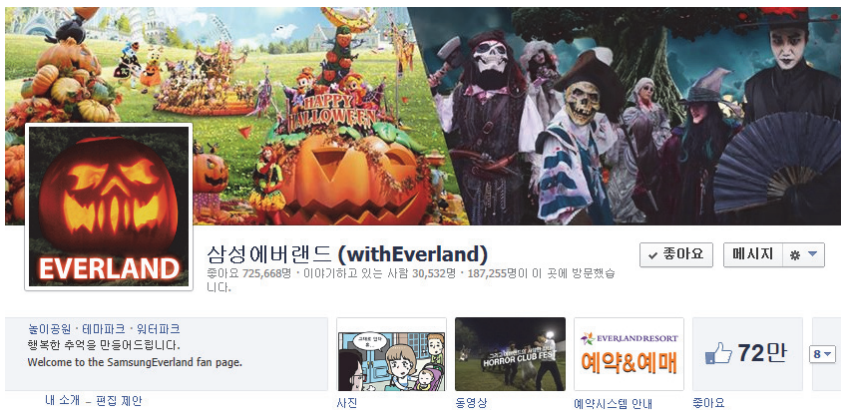 HAPPY
HALLOWEEN
EVERLAND
삼성에버랜드 (withEverland)
좋아요 725,668명 · 이야기하고 있는 사람 30,532명 · 187,255명이 이 곳에 방문했습
니다.
✔ 좋아요
메시지
놀이공원 · 테마파크 · 워터파크
행복한 추억을 만들어드립니다.
Welcome to the SamsungEverland fan page.
내 소개 – 편집 제안
HORROR CLUB FEST
EVERLAND RESORT
예약&예매
72만
8
사진
동영상
예약시스템 안내
좋아요